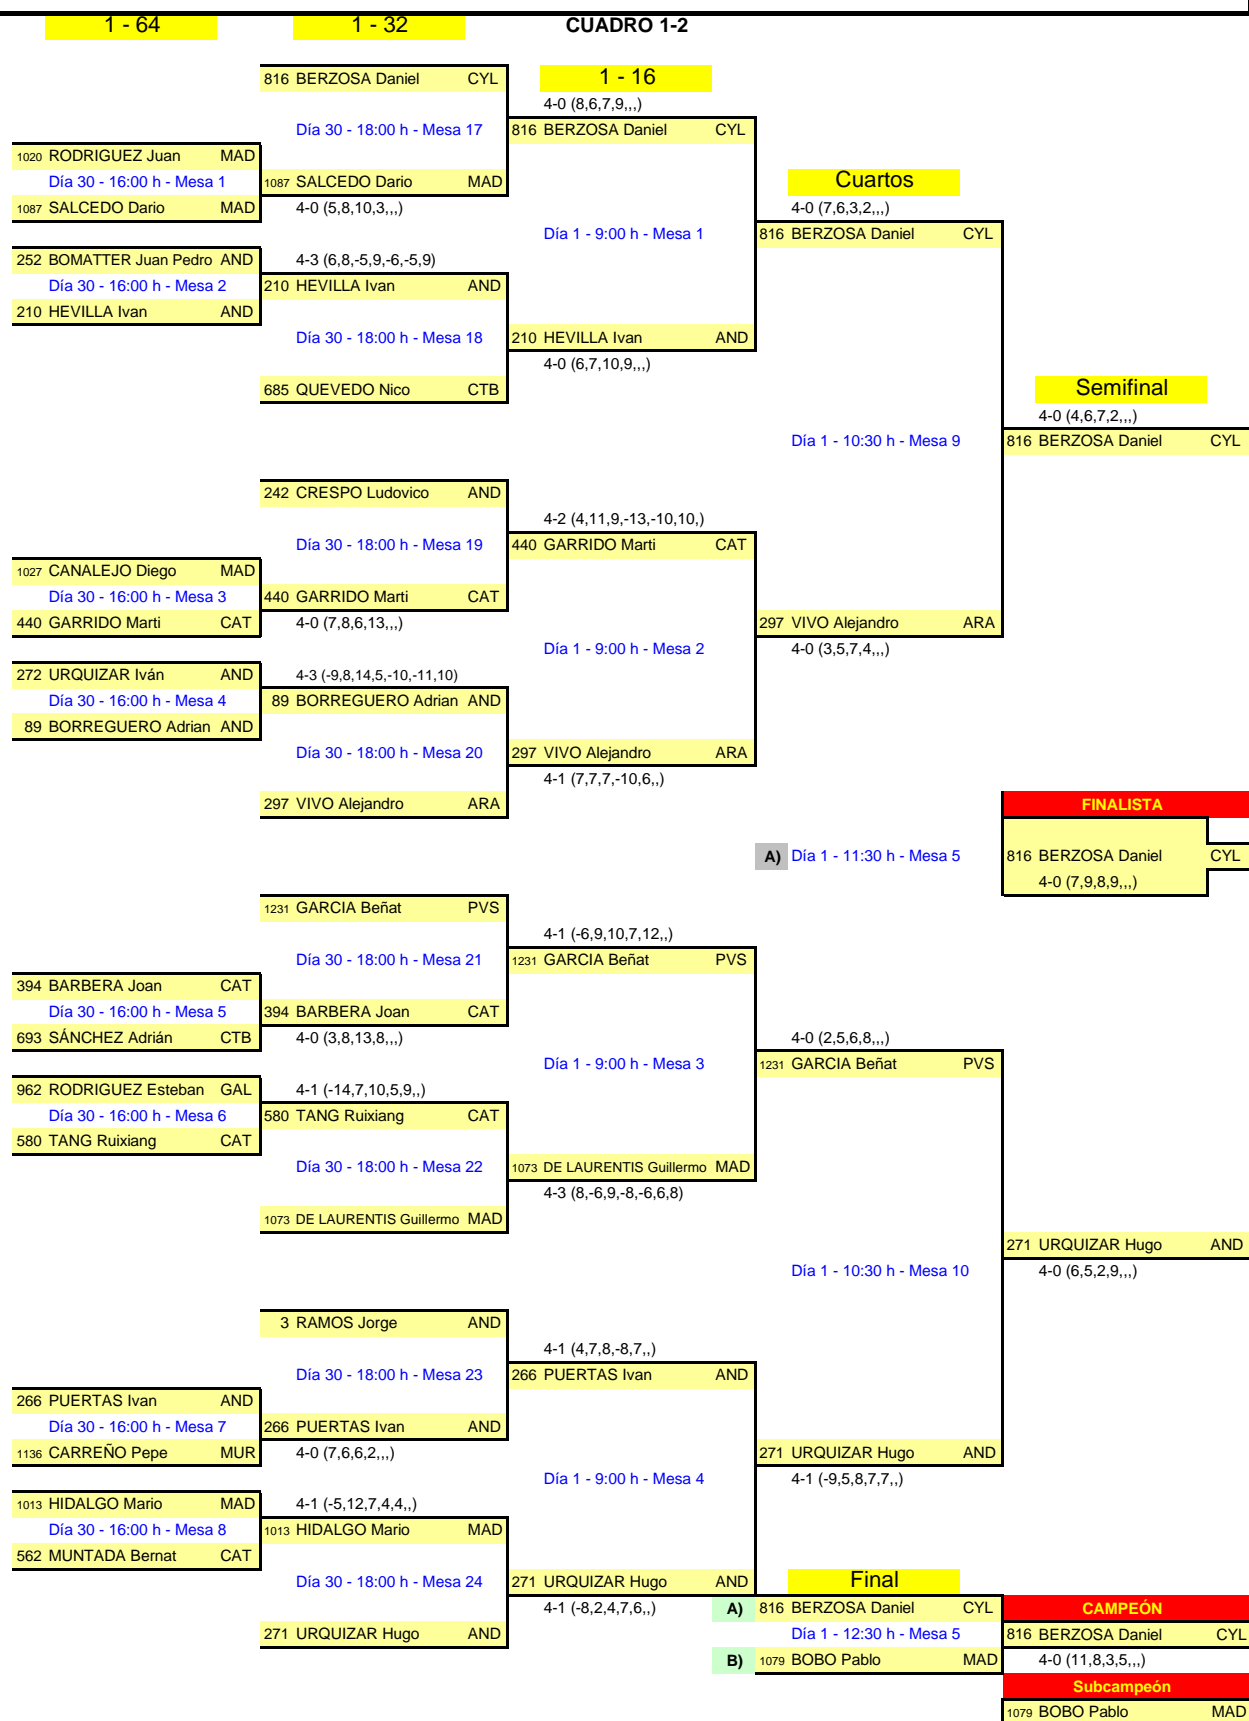 1 - 64 1 - 32 CUADRO 1-2
816 BERZOSA Daniel CYL 1 - 16
4-0 (8,6,7,9,,,)
Día 30 - 18:00 h - Mesa 17 816 BERZOSA Daniel CYL
1020 RODRIGUEZ Juan MAD
Día 30 - 16:00 h - Mesa 1 1087 SALCEDO Dario MAD Cuartos
1087 SALCEDO Dario MAD 4-0 (5,8,10,3,,,) 4-0 (7,6,3,2,,,)
Día 1 - 9:00 h - Mesa 1 816 BERZOSA Daniel CYL
252 BOMATTER Juan Pedro AND 4-3 (6,8,-5,9,-6,-5,9)
Día 30 - 16:00 h - Mesa 2 210 HEVILLA Ivan AND
210 HEVILLA Ivan AND
Día 30 - 18:00 h - Mesa 18 210 HEVILLA Ivan AND
4-0 (6,7,10,9,,,)
685 QUEVEDO Nico CTB Semifinal
4-0 (4,6,7,2,,,)
Día 1 - 10:30 h - Mesa 9 816 BERZOSA Daniel CYL
242 CRESPO Ludovico AND
4-2 (4,11,9,-13,-10,10,)
Día 30 - 18:00 h - Mesa 19 440 GARRIDO Marti CAT
1027 CANALEJO Diego MAD
Día 30 - 16:00 h - Mesa 3 440 GARRIDO Marti CAT
440 GARRIDO Marti CAT 4-0 (7,8,6,13,,,) 297 VIVO Alejandro ARA
Día 1 - 9:00 h - Mesa 2 4-0 (3,5,7,4,,,)
272 URQUIZAR Iván AND 4-3 (-9,8,14,5,-10,-11,10)
Día 30 - 16:00 h - Mesa 4 89 BORREGUERO Adrian AND
89 BORREGUERO Adrian AND
Día 30 - 18:00 h - Mesa 20 297 VIVO Alejandro ARA
4-1 (7,7,7,-10,6,,)
297 VIVO Alejandro ARA FINALISTA
A) Día 1 - 11:30 h - Mesa 5 816 BERZOSA Daniel CYL
4-0 (7,9,8,9,,,)
1231 GARCIA Beñat PVS
4-1 (-6,9,10,7,12,,)
Día 30 - 18:00 h - Mesa 21 1231 GARCIA Beñat PVS
394 BARBERA Joan CAT
Día 30 - 16:00 h - Mesa 5 394 BARBERA Joan CAT
693 SÁNCHEZ Adrián CTB 4-0 (3,8,13,8,,,) 4-0 (2,5,6,8,,,)
Día 1 - 9:00 h - Mesa 3 1231 GARCIA Beñat PVS
962 RODRIGUEZ Esteban GAL 4-1 (-14,7,10,5,9,,)
Día 30 - 16:00 h - Mesa 6 580 TANG Ruixiang CAT
580 TANG Ruixiang CAT
Día 30 - 18:00 h - Mesa 22 1073 DE LAURENTIS Guillermo MAD
4-3 (8,-6,9,-8,-6,6,8)
1073 DE LAURENTIS Guillermo MAD
271 URQUIZAR Hugo AND
Día 1 - 10:30 h - Mesa 10 4-0 (6,5,2,9,,,)
3 RAMOS Jorge AND
4-1 (4,7,8,-8,7,,)
Día 30 - 18:00 h - Mesa 23 266 PUERTAS Ivan AND
266 PUERTAS Ivan AND
Día 30 - 16:00 h - Mesa 7 266 PUERTAS Ivan AND
1136 CARREÑO Pepe MUR 4-0 (7,6,6,2,,,) 271 URQUIZAR Hugo AND
Día 1 - 9:00 h - Mesa 4 4-1 (-9,5,8,7,7,,)
1013 HIDALGO Mario MAD 4-1 (-5,12,7,4,4,,)
Día 30 - 16:00 h - Mesa 8 1013 HIDALGO Mario MAD
562 MUNTADA Bernat CAT
Día 30 - 18:00 h - Mesa 24 271 URQUIZAR Hugo AND Final
4-1 (-8,2,4,7,6,,) A) 816 BERZOSA Daniel CYL CAMPEÓN
271 URQUIZAR Hugo AND Día 1 - 12:30 h - Mesa 5 816 BERZOSA Daniel CYL
B) 1079 BOBO Pablo MAD 4-0 (11,8,3,5,,,)
Subcampeón
1079 BOBO Pablo MAD